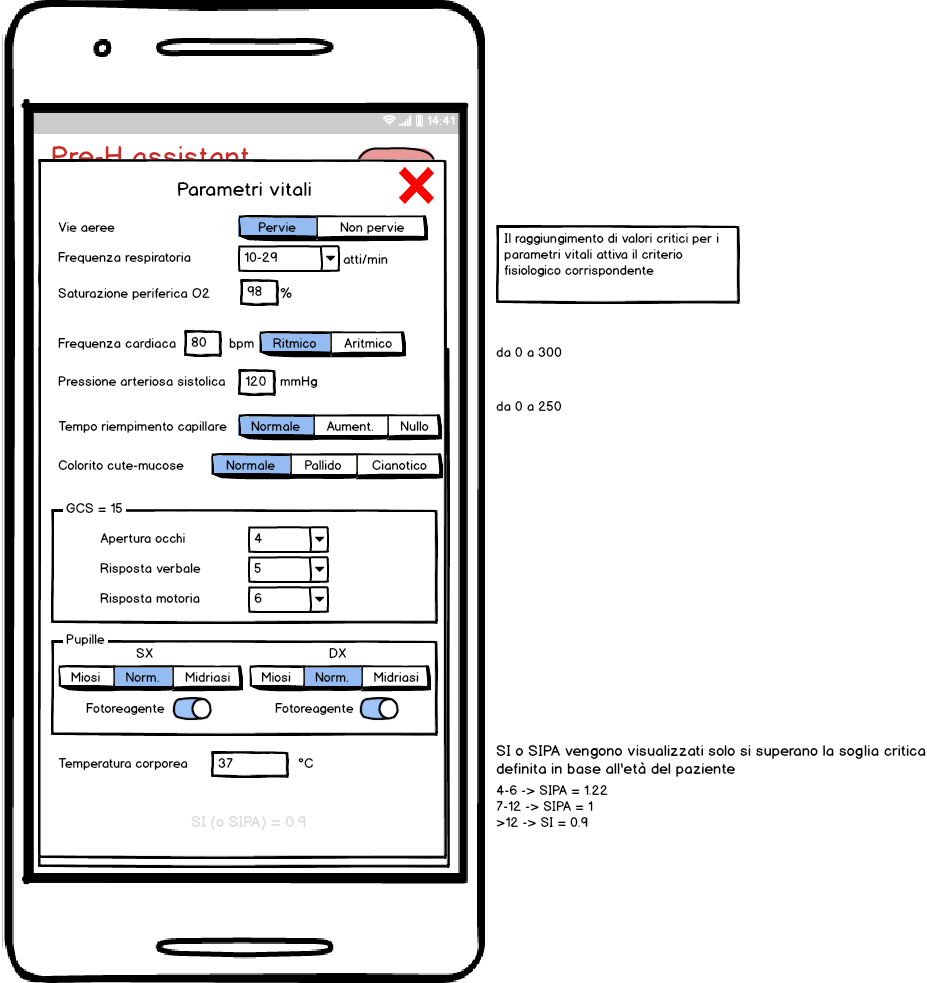 14:41
Pre-H assistant
Parametri vitali
Vie aeree Pervie Non pervie
Frequenza respiratoria 10-29 atti/min
Saturazione periferica O2 98 %
Frequenza cardiaca 80 bpm Ritmico Aritmico
Pressione arteriosa sistolica 120 mmHg
Tempo riempimento capillare Normale Aument. Nullo
Colorito cute-mucose Normale Pallido Cianotico
GCS = 15
Apertura occhi 4
Risposta verbale 5
Risposta motoria 6
Pupille
SX DX
Miosi Norm. Midriasi Miosi Norm. Midriasi
Fotoreagente Fotoreagente
Temperatura corporea 37 °C
SI (o SIPA) = 0.9
Il raggiungimento di valori critici per i
parametri vitali attiva il criterio
fisiologico corrispondente
da 0 a 300
da 0 a 250
SI o SIPA vengono visualizzati solo si superano la soglia critica
definita in base all'età del paziente
4-6 -> SIPA = 1.22
7-12 -> SIPA = 1
>12 -> SI = 0.9